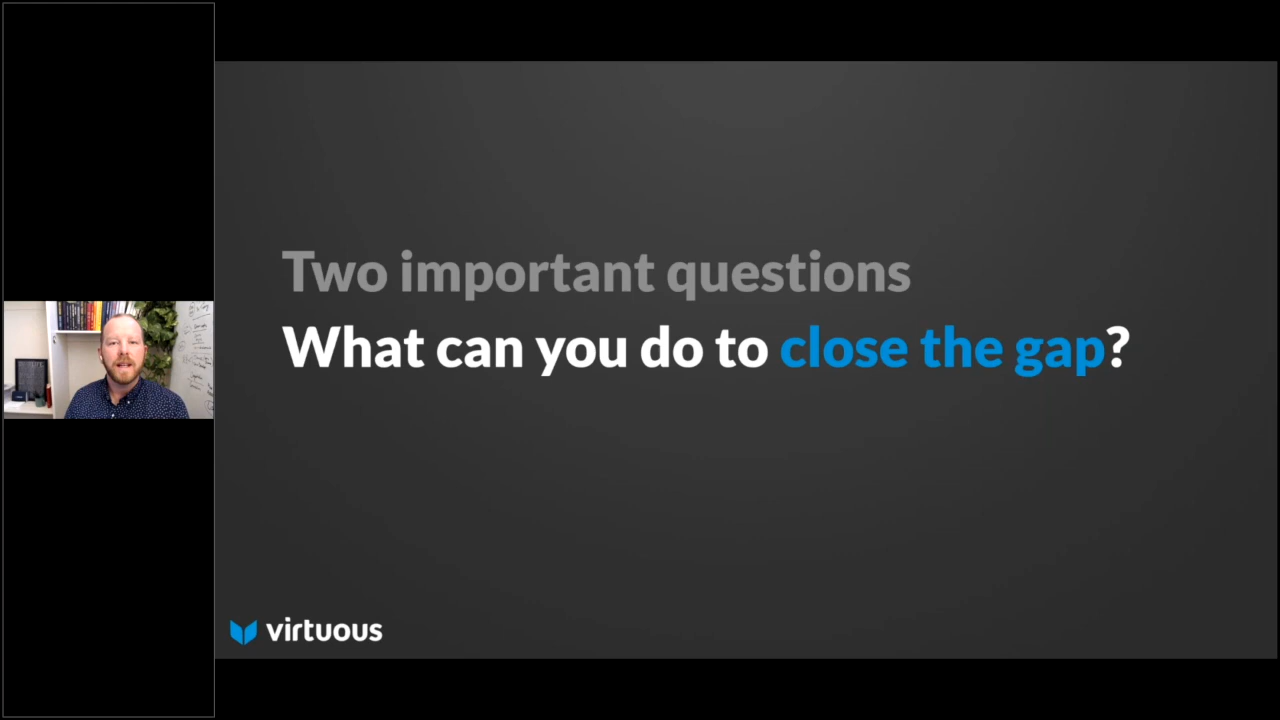 Two important questions
What can you do to close the gap?
virtuous